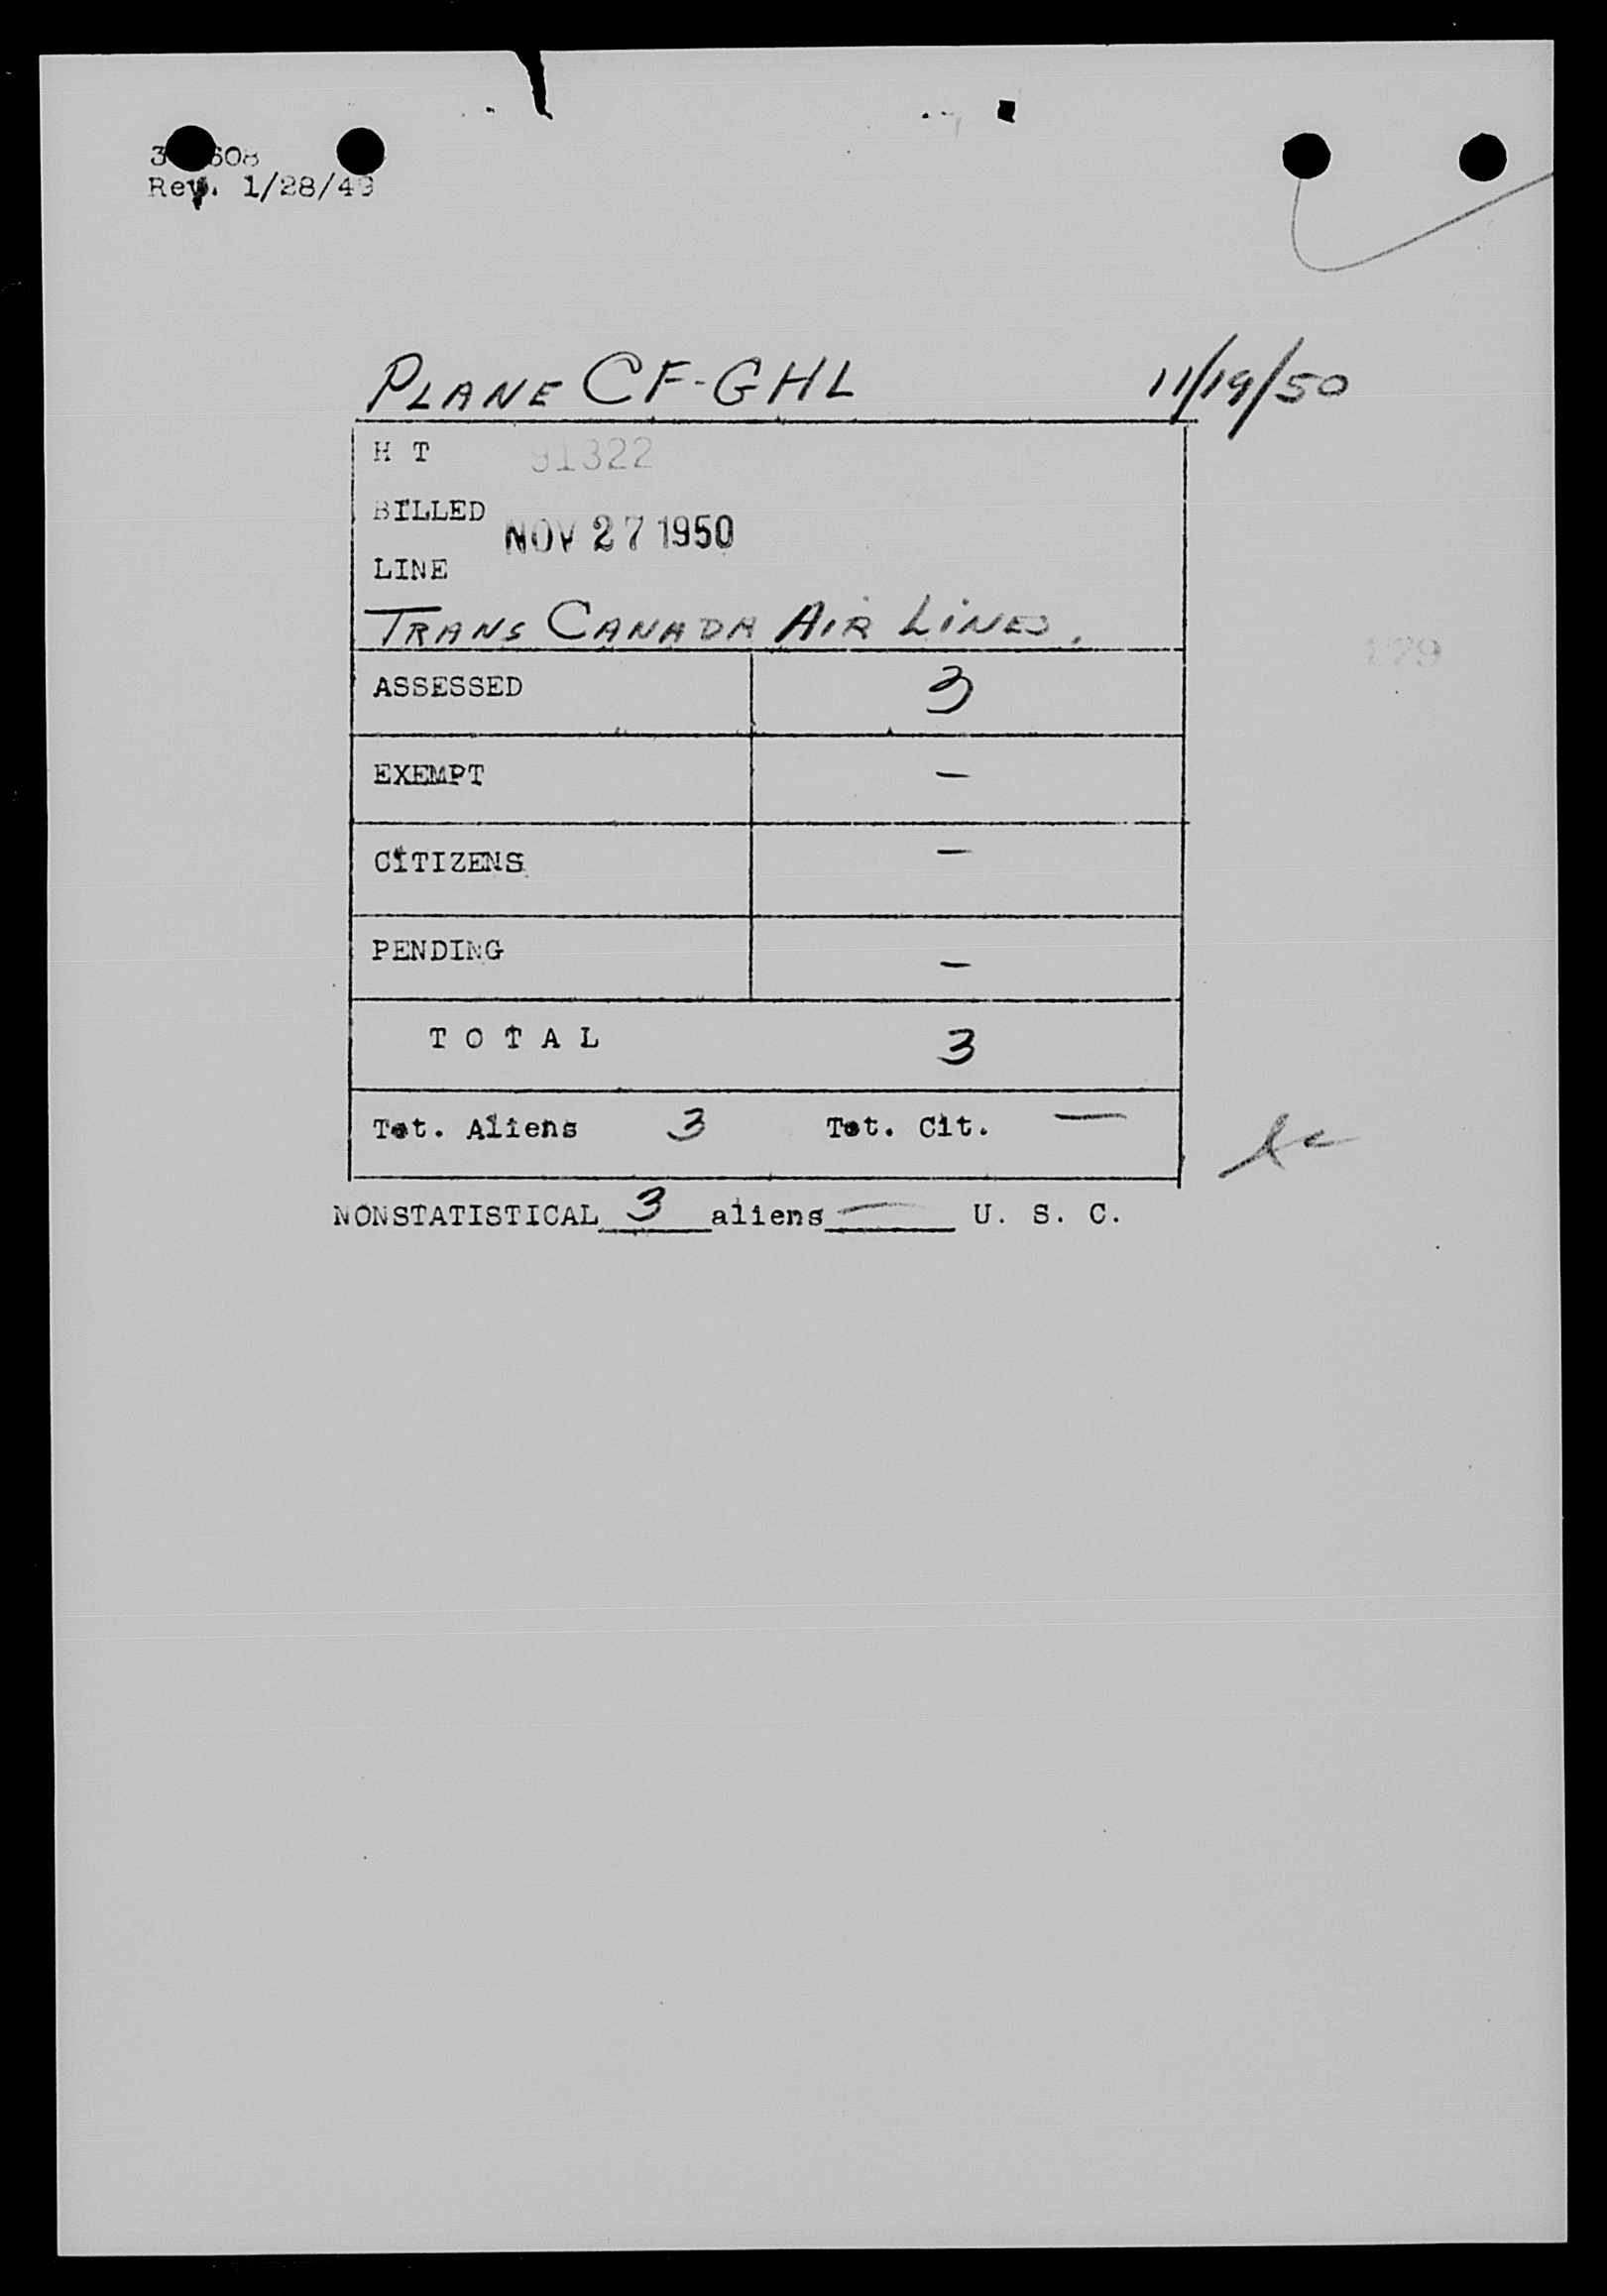 Rev. 1/28/49
PLANE CF-GHL 11/19/50
H T 91322
BILLED
NOV 27 1950
LINE
TRANS CANADA AIR LINES.
ASSESSED 3
EXEMPT —
CITIZENS —
PENDING —
TOTAL 3
Tot. Aliens 3 Tot. Cit. —
NONSTATISTICAL 3 aliens — U. S. C.